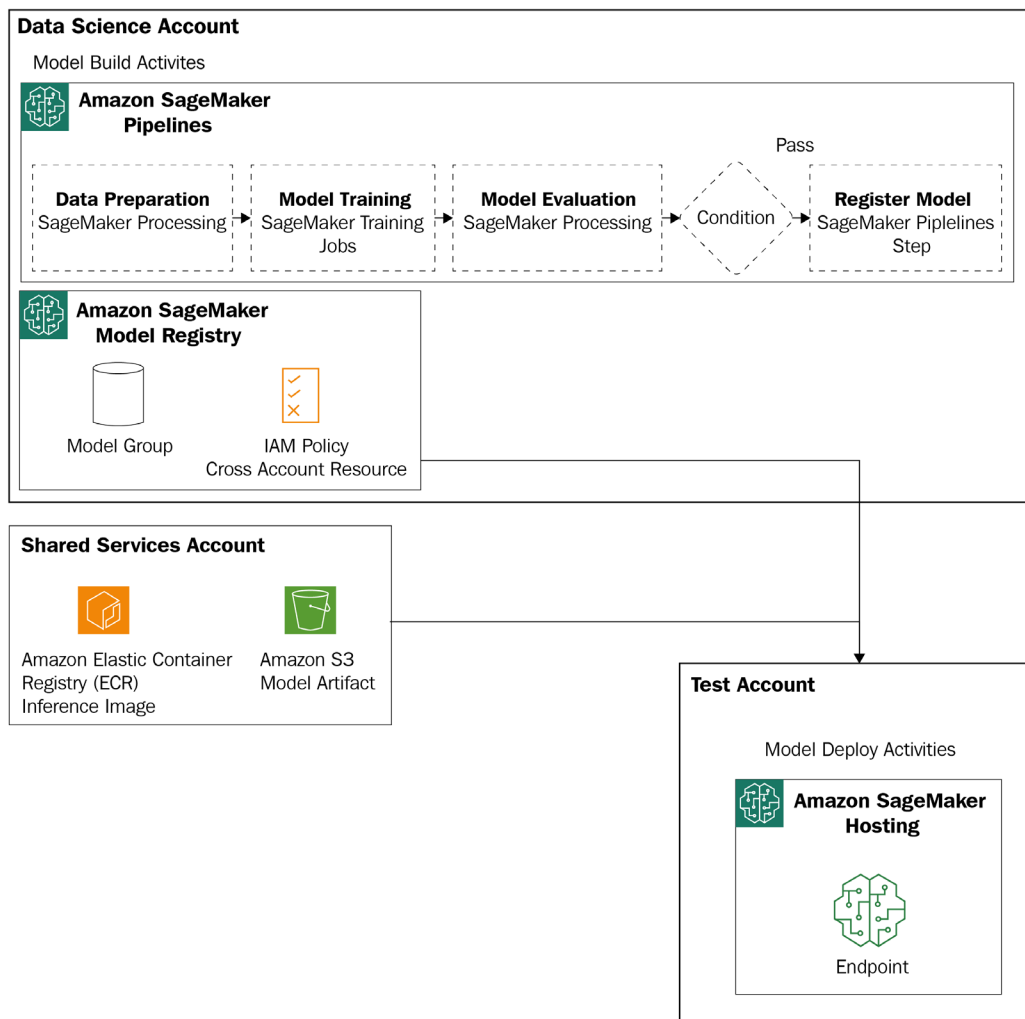 Data Science Account
Model Build Activites
Amazon SageMaker
Pipelines
Pass
Data Preparation
SageMaker Processing
Model Training
SageMaker Training
Jobs
Model Evaluation
SageMaker Processing
Condition
Register Model
SageMaker Piplelines
Step
Amazon SageMaker
Model Registry
Model Group
IAM Policy
Cross Account Resource
Shared Services Account
Amazon Elastic Container
Registry (ECR)
Inference Image
Amazon S3
Model Artifact
Test Account
Model Deploy Activities
Amazon SageMaker
Hosting
Endpoint